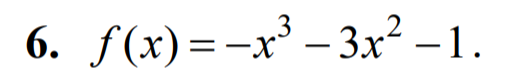 6. f(x) = −x³ − 3x² − 1.